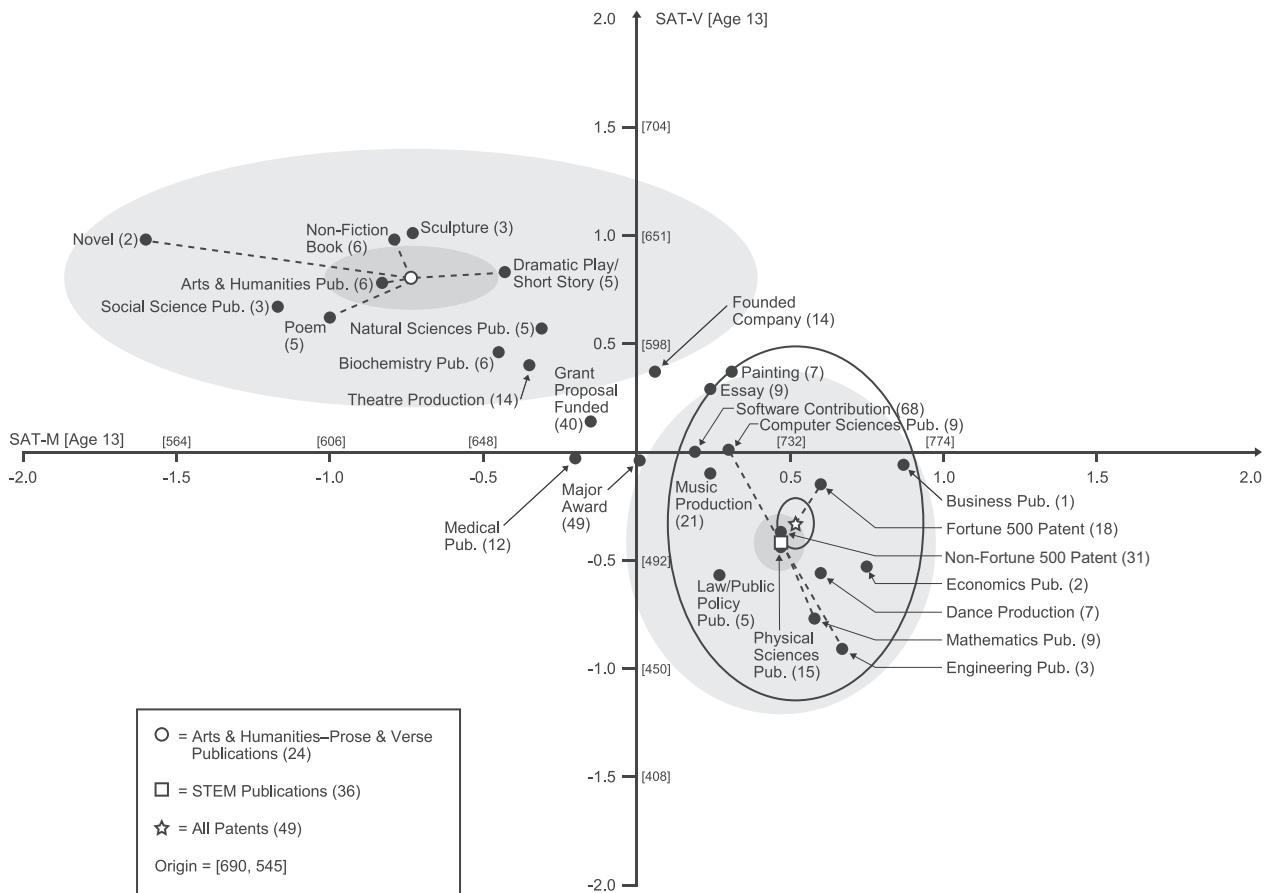 2.0
SAT-V [Age 13]
1.5
[704]
1.0
[651]
0.5
[598]
Novel (2)
Non-Fiction
Book (6)
Sculpture (3)
Dramatic Play/
Short Story (5)
Arts & Humanities Pub. (6)
Social Science Pub. (3)
Poem
(5)
Natural Sciences Pub. (5)
Biochemistry Pub. (6)
Theatre Production (14)
Grant
Proposal
Funded
(40)
Founded
Company (14)
Painting (7)
Essay (9)
Software Contribution (68)
Computer Sciences Pub. (9)
SAT-M [Age 13]
[564]
[606]
[648]
[732]
[774]
-2.0
-1.5
-1.0
-0.5
0.5
1.0
1.5
2.0
Medical
Pub. (12)
Major
Award
(49)
Music
Production
(21)
Business Pub. (1)
Fortune 500 Patent (18)
Non-Fortune 500 Patent (31)
Economics Pub. (2)
Dance Production (7)
Mathematics Pub. (9)
Engineering Pub. (3)
Law/Public
Policy
Pub. (5)
Physical
Sciences
Pub. (15)
-0.5
[492]
-1.0
[450]
-1.5
[408]
-2.0
= Arts & Humanities–Prose & Verse
Publications (24)
= STEM Publications (36)
= All Patents (49)
Origin = [690, 545]